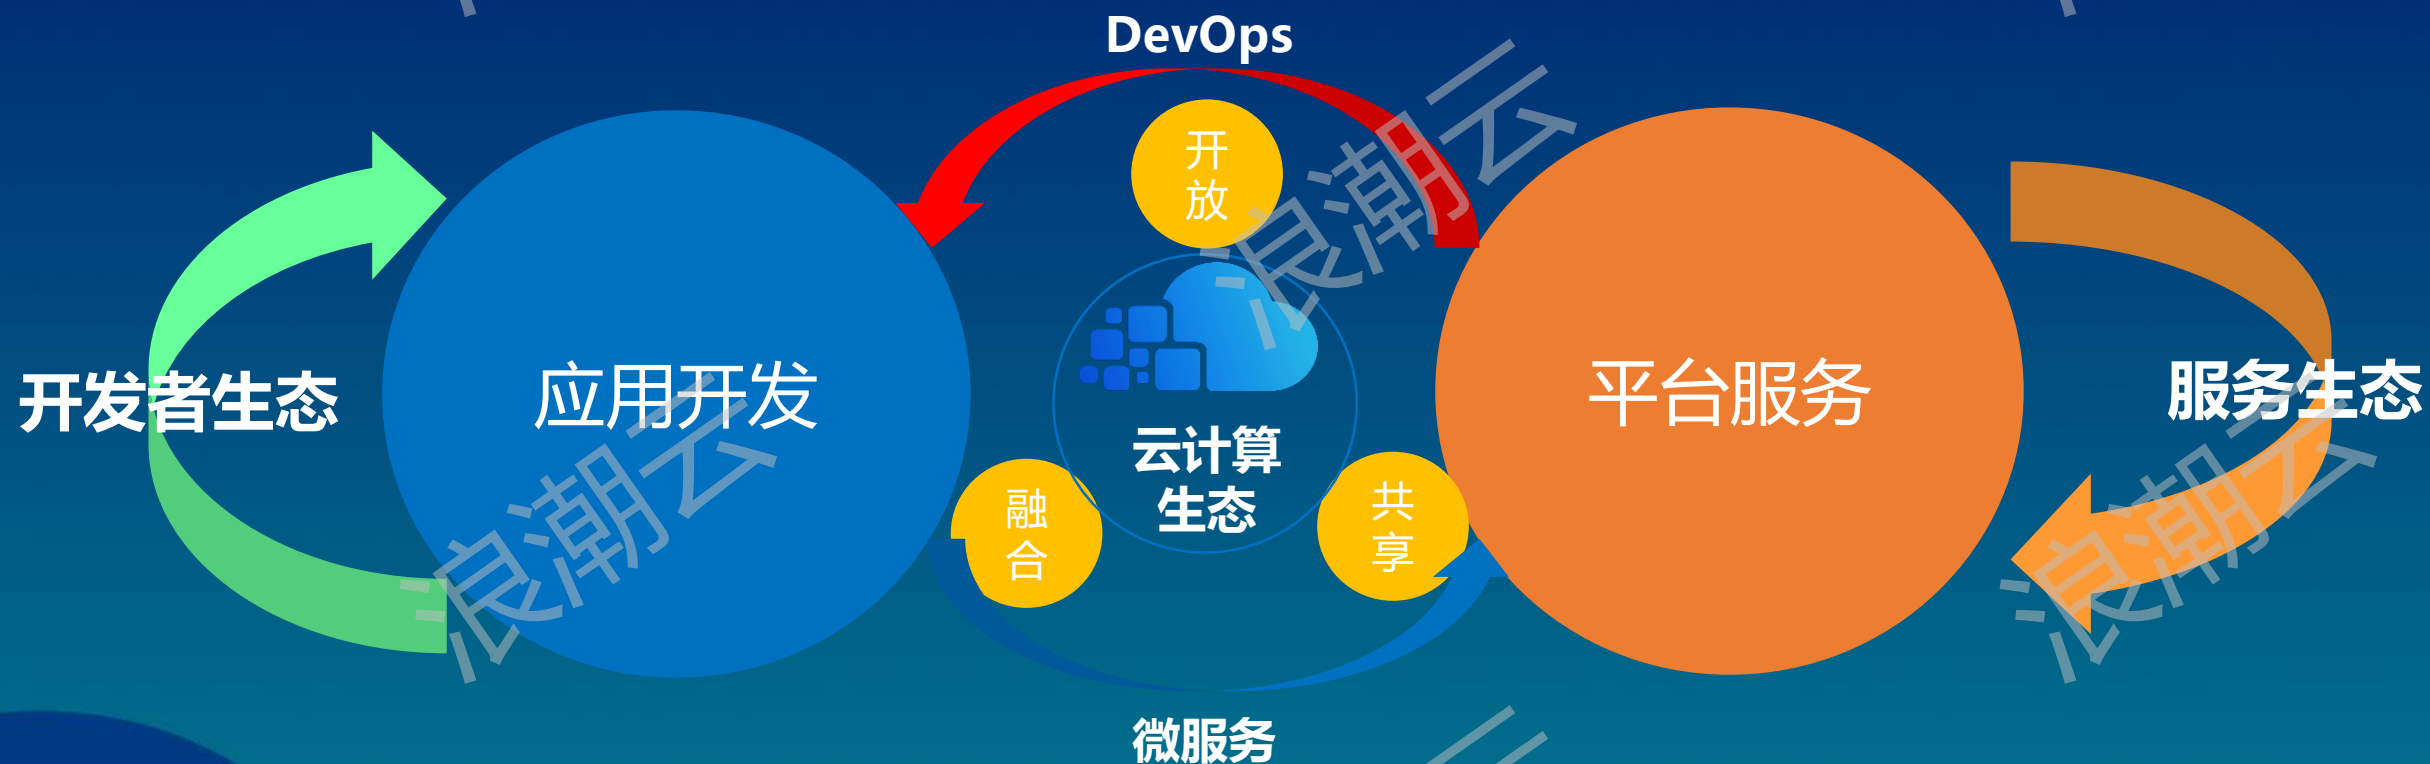 DevOps
开
放
开发者生态
应用开发
平台服务
服务生态
云计算
生态
融
合
共
享
微服务
浪潮云
浪潮云
浪潮云